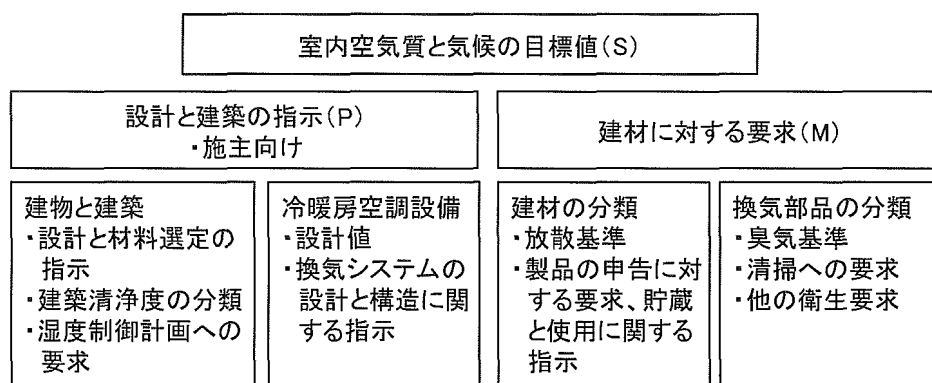 室内空気質と気候の目標値(S)
設計と建築の指示(P)
・施主向け
建材に対する要求(M)
建物と建築
・設計と材料選定の
指示
・建築清浄度の分類
・湿度制御計画への
要求
冷暖房空調設備
・設計値
・換気システムの
設計と構造に関
する指示
建材の分類
・放散基準
・製品の申告に対
する要求、貯蔵
と使用に関する
指示
換気部品の分類
・臭気基準
・清掃への要求
・他の衛生要求